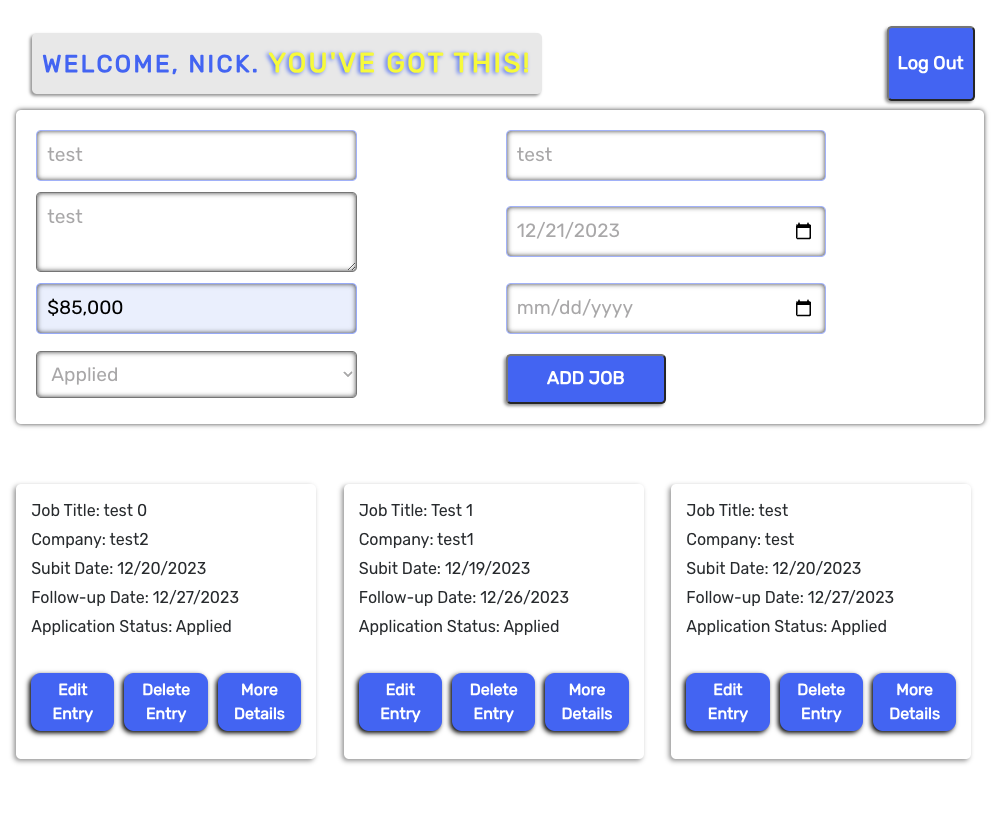 WELCOME, NICK. YOU'VE GOT THIS!
Log Out
test
test
test
12/21/2023
$85,000
mm/dd/yyyy
Applied
ADD JOB
Job Title: test 0
Company: test2
Subit Date: 12/20/2023
Follow-up Date: 12/27/2023
Application Status: Applied
Edit
Entry
Delete
Entry
More
Details
Job Title: Test 1
Company: test1
Subit Date: 12/19/2023
Follow-up Date: 12/26/2023
Application Status: Applied
Edit
Entry
Delete
Entry
More
Details
Job Title: test
Company: test
Subit Date: 12/20/2023
Follow-up Date: 12/27/2023
Application Status: Applied
Edit
Entry
Delete
Entry
More
Details